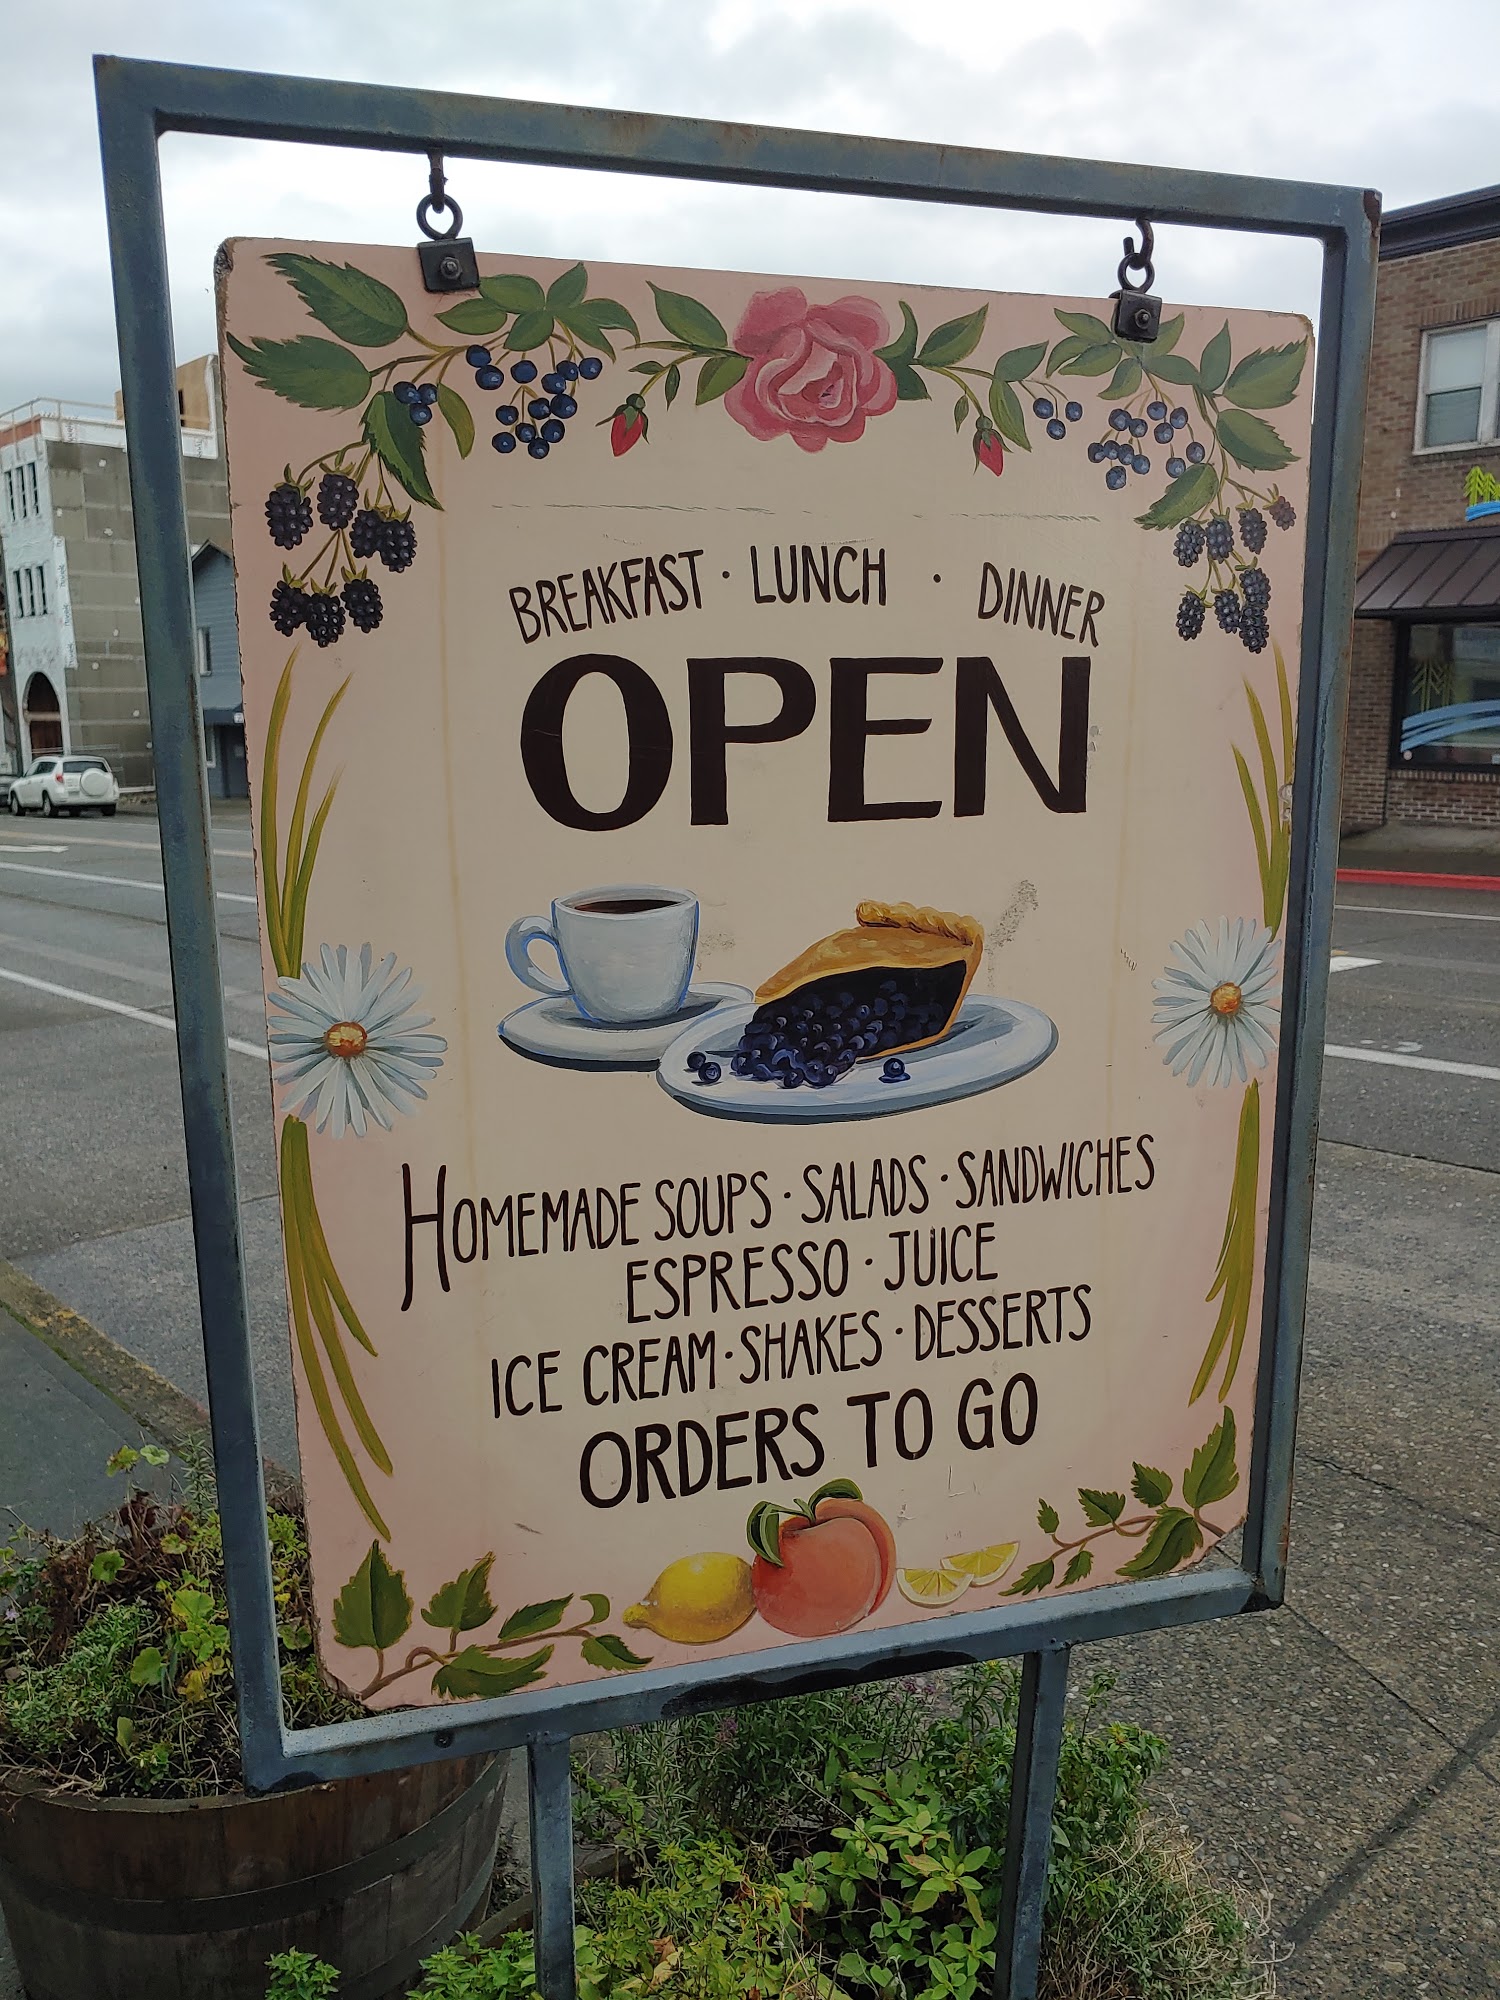 BREAKFAST · LUNCH · DINNER
OPEN
HOMEMADE SOUPS · SALADS · SANDWICHES
ESPRESSO · JUICE
ICE CREAM · SHAKES · DESSERTS
ORDERS TO GO